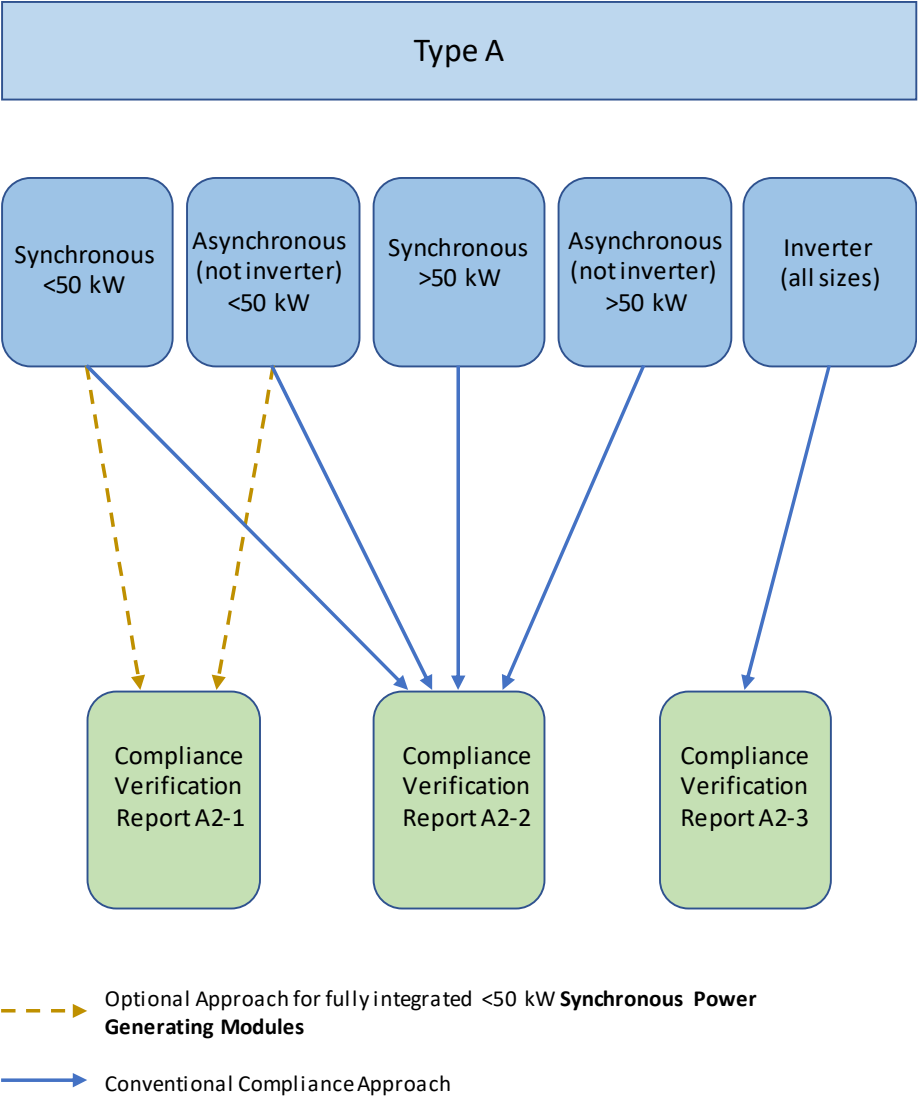 Type A
Synchronous
<50 kW
Asynchronous
(not inverter)
<50 kW
Synchronous
>50 kW
Asynchronous
(not inverter)
>50 kW
Inverter
(all sizes)
Compliance
Verification
Report A2-1
Compliance
Verification
Report A2-2
Compliance
Verification
Report A2-3
Optional Approach for fully integrated <50 kW Synchronous Power
Generating Modules
Conventional Compliance Approach